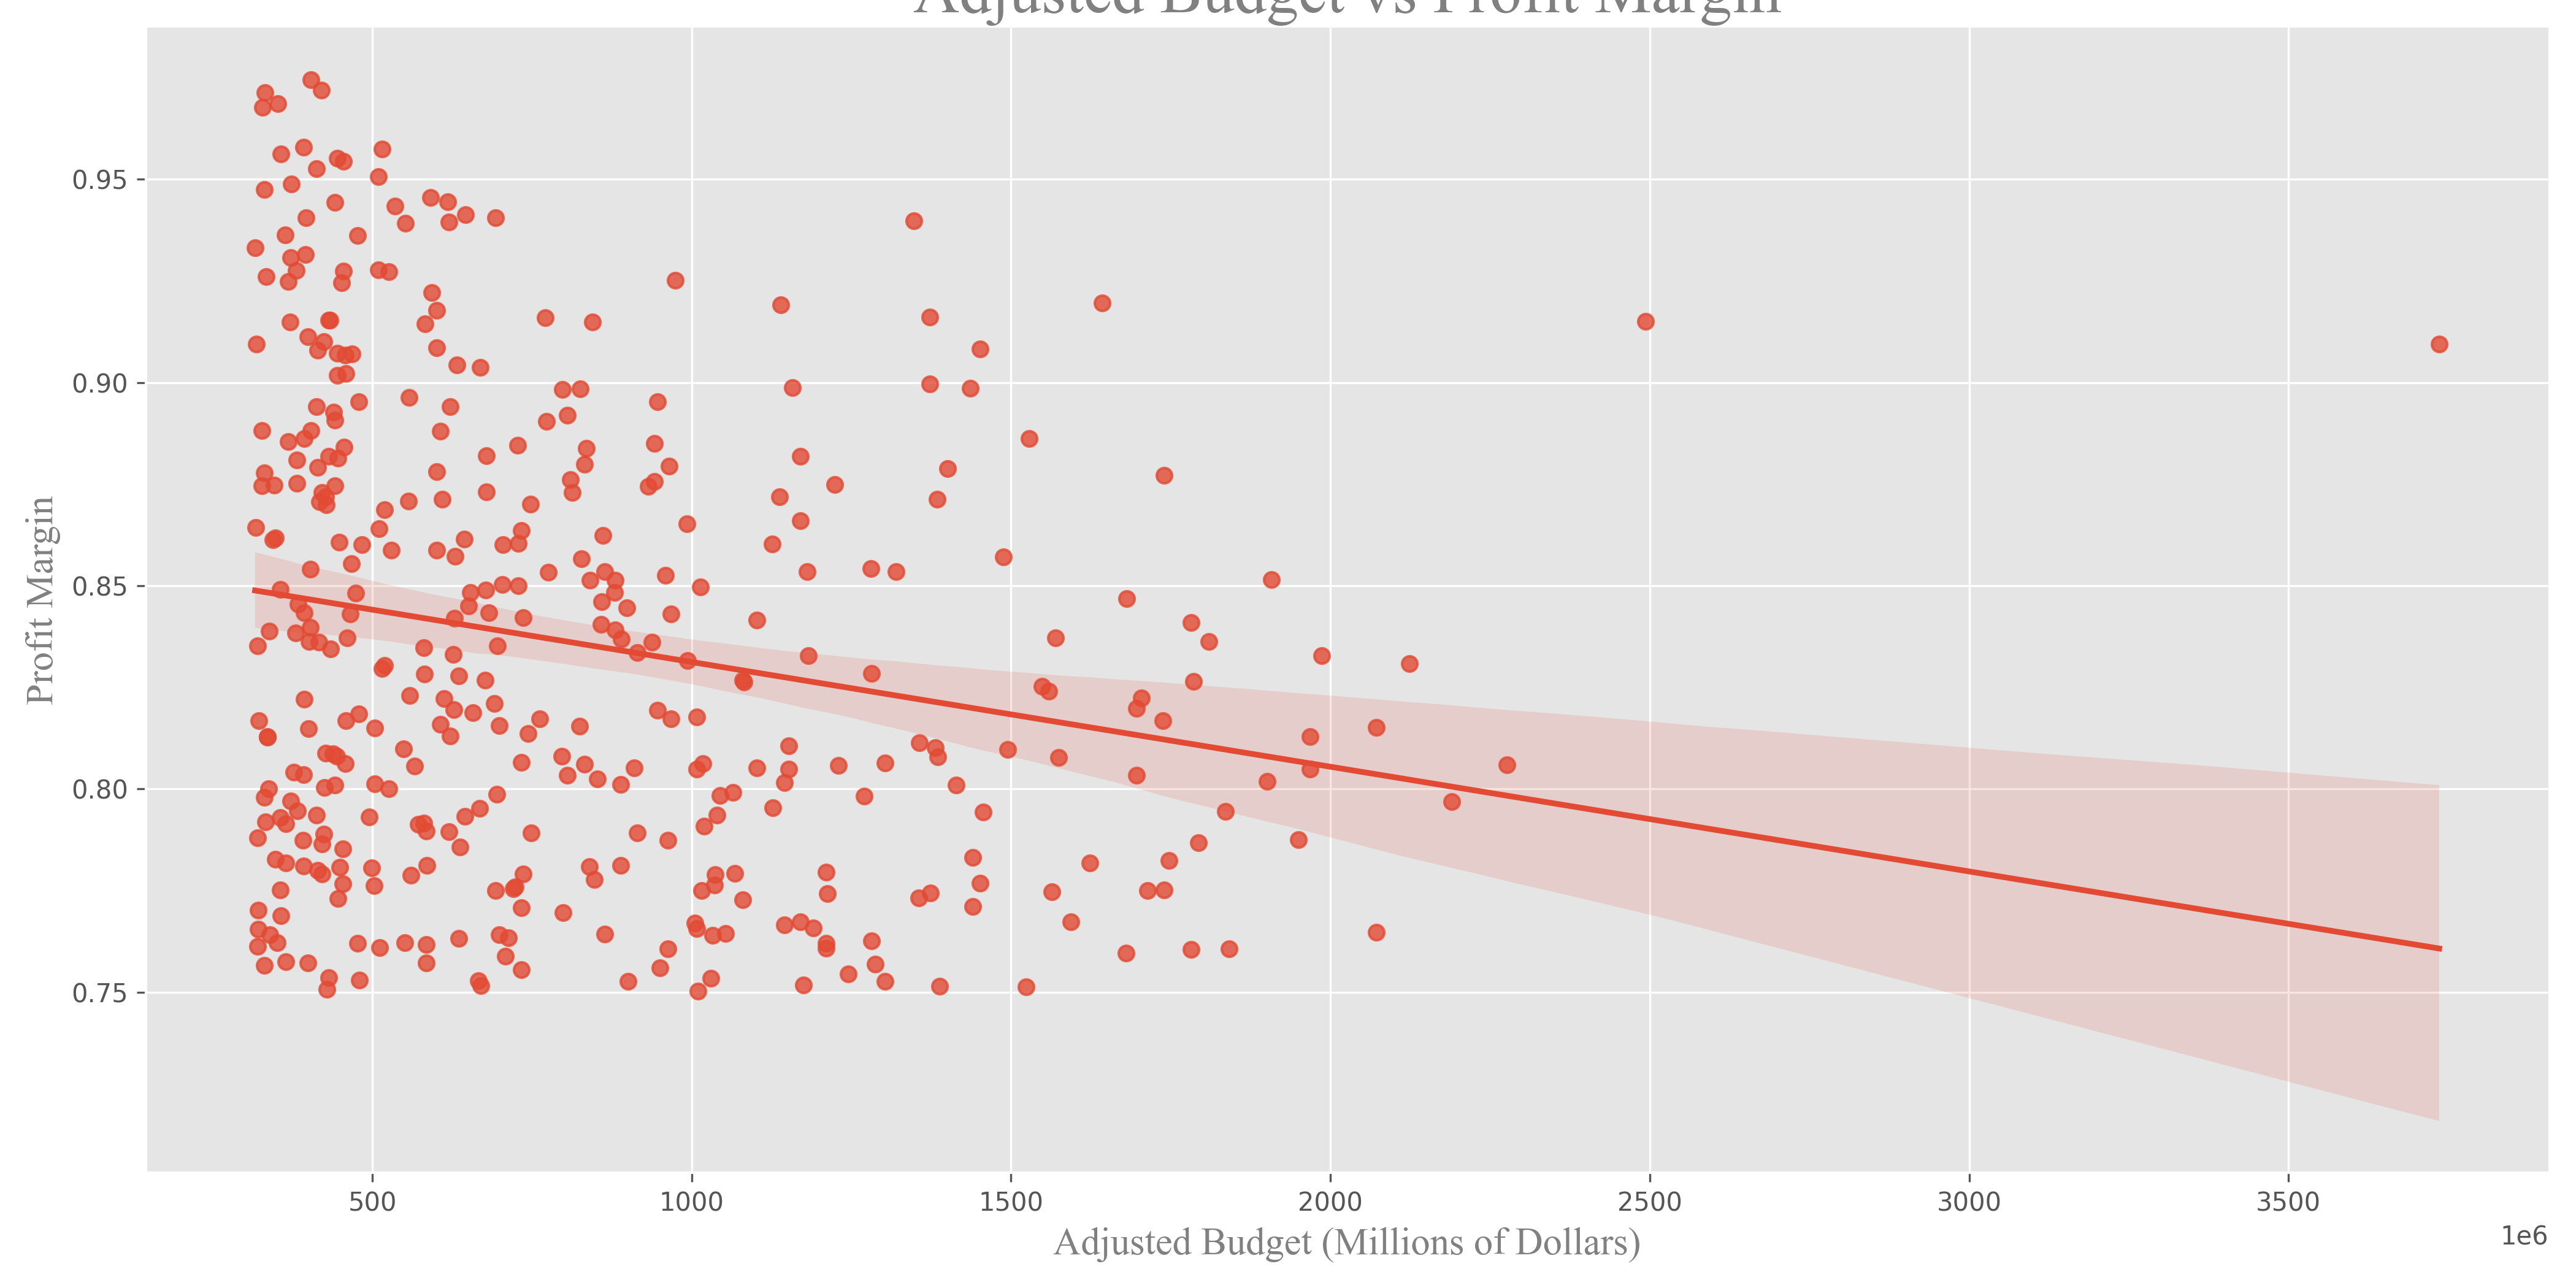 Adjusted Budget vs Profit Margin
0.95
0.90
0.85
0.80
0.75
Profit Margin
500 1000 1500 2000 2500 3000 3500
1e6
Adjusted Budget (Millions of Dollars)